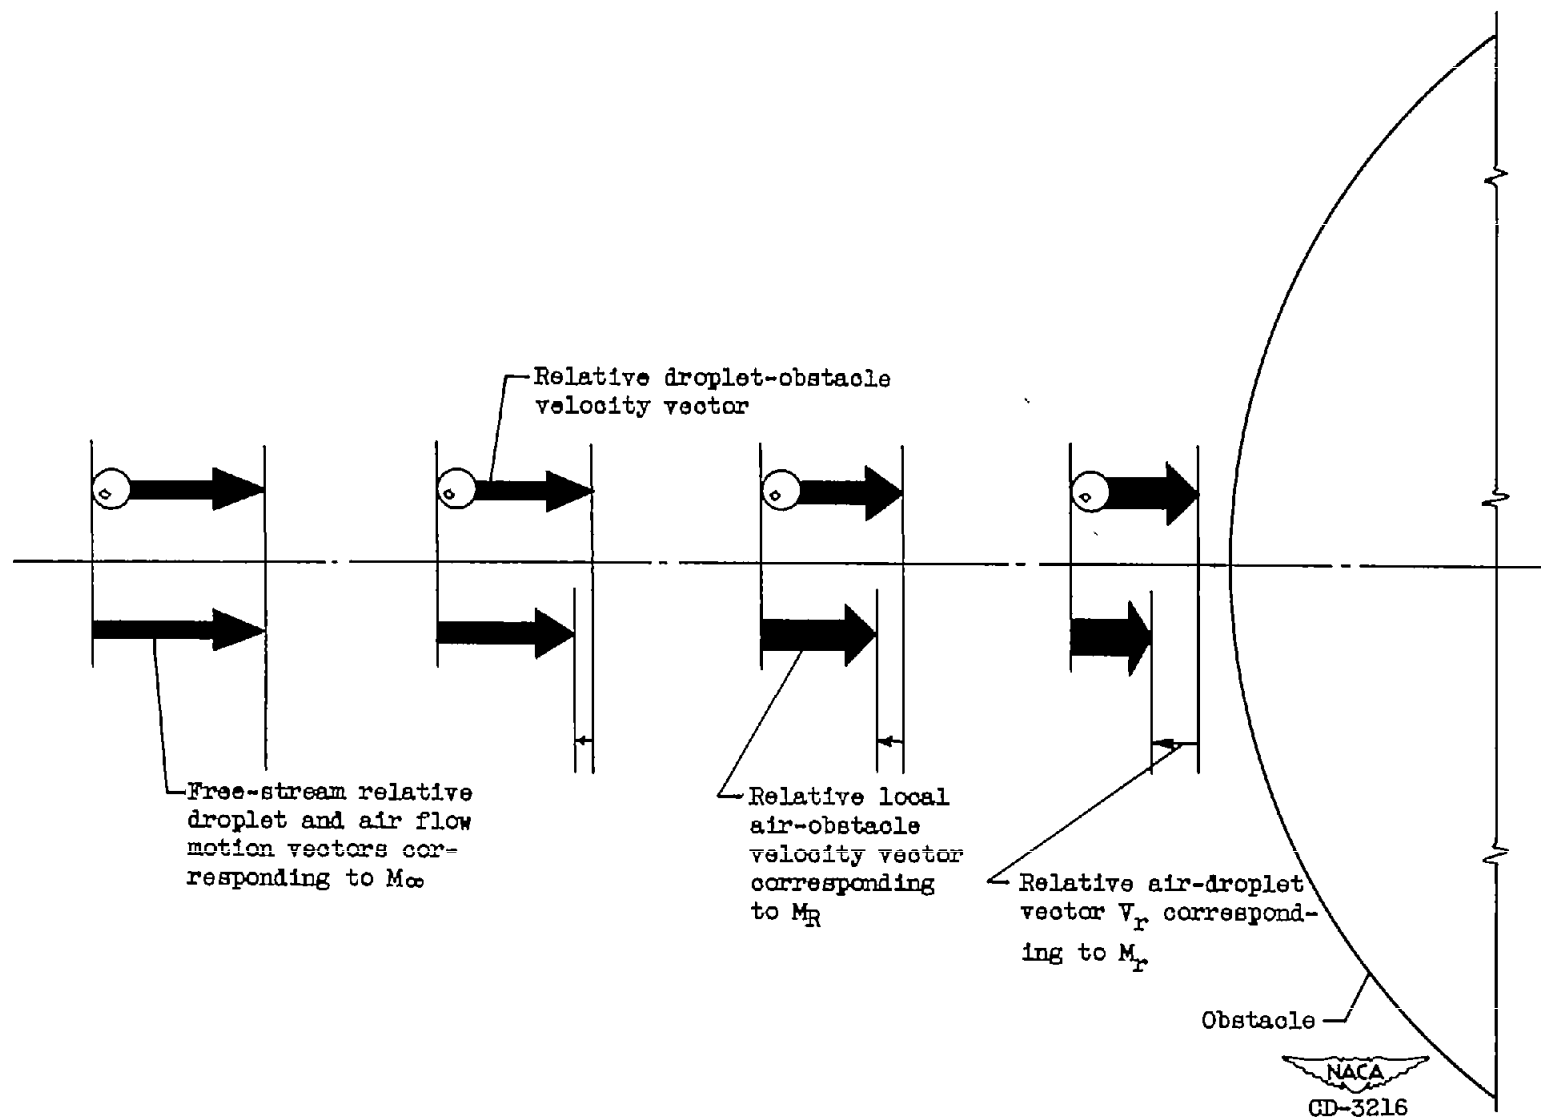 Relative droplet-obstacle
velocity vector
Free-stream relative
droplet and air flow
motion vectors cor-
responding to M∞
Relative local
air-obstacle
velocity vector
corresponding
to M_R
Relative air-droplet
vector V_r correspond-
ing to M_r
Obstacle
NACA
CD-3216